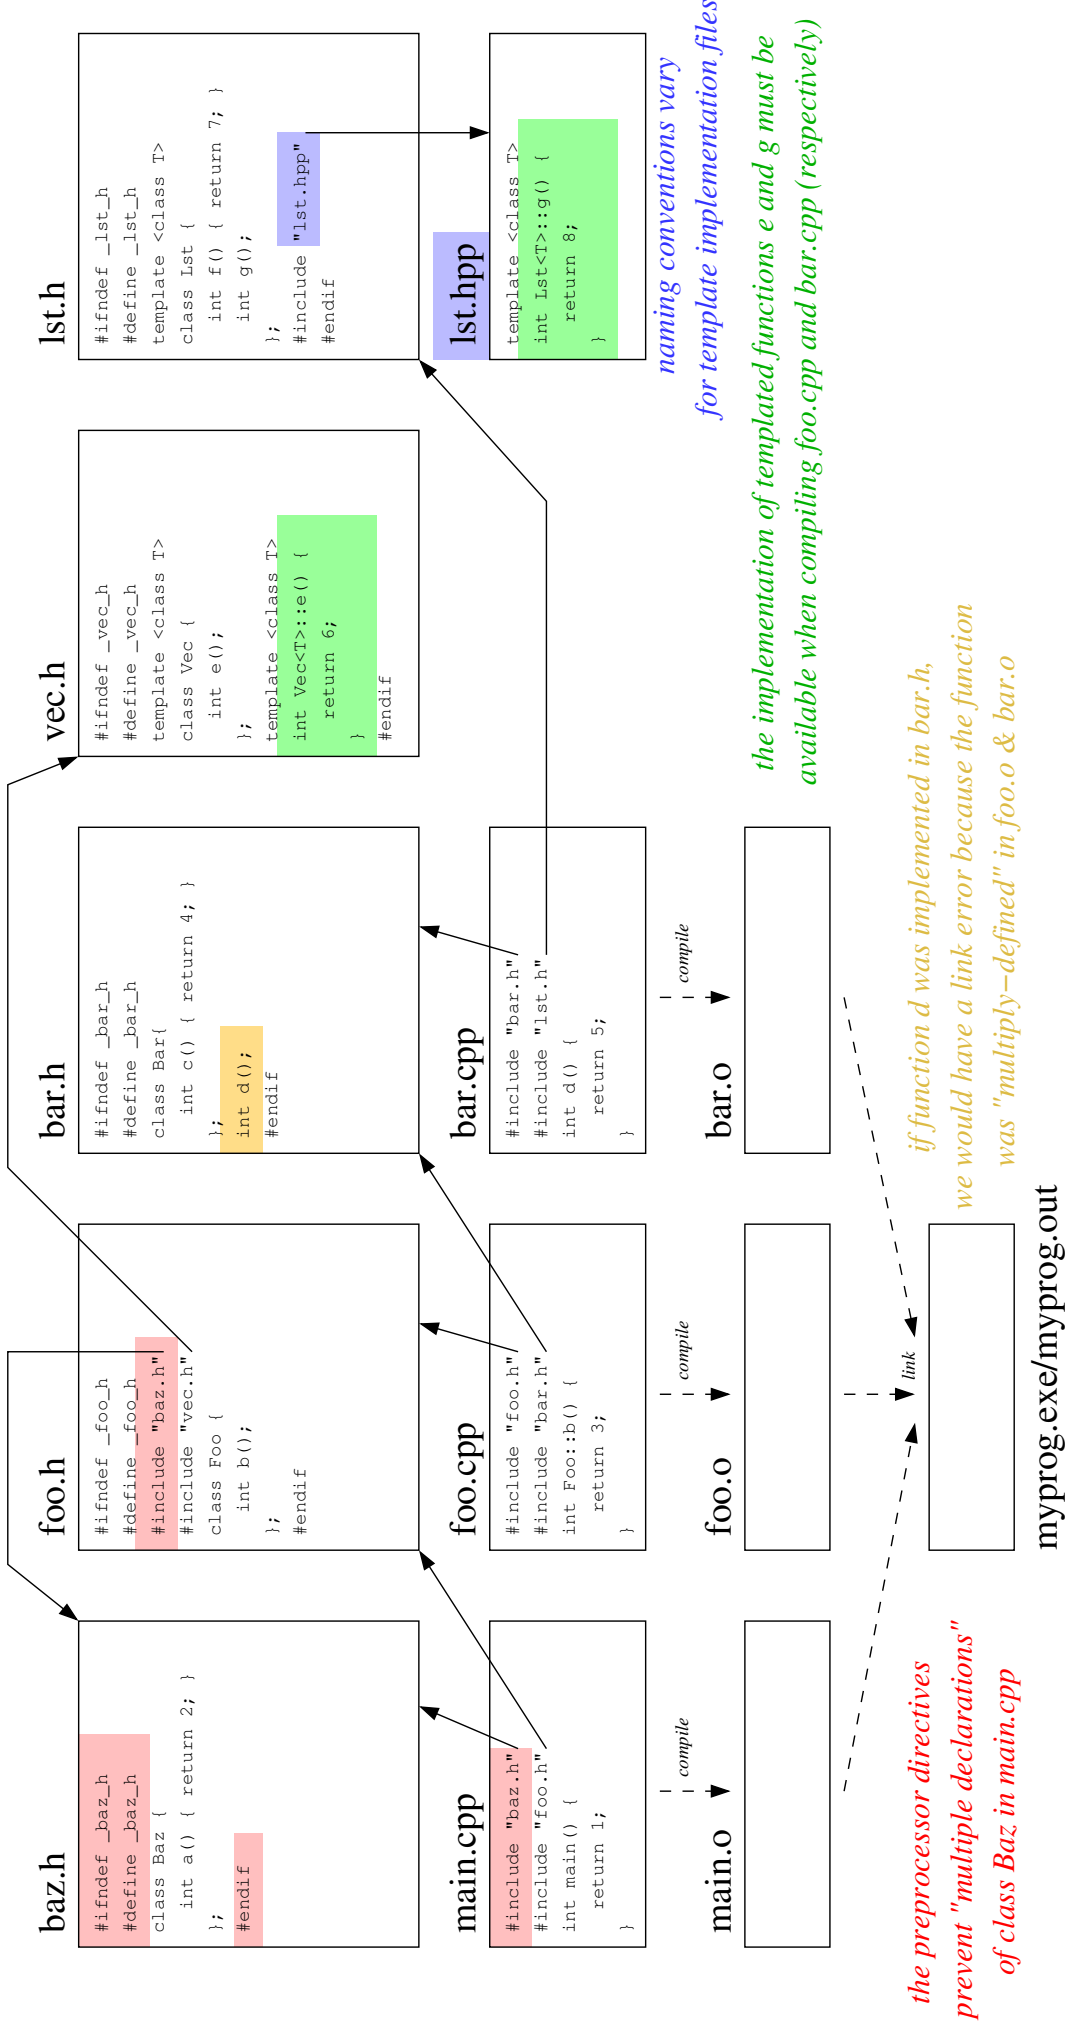 baz.h
#ifndef _baz_h
#define _baz_h
class Baz {
int a() { return 2; }
};
#endif
foo.h
#ifndef _foo_h
#define _foo_h
#include "baz.h"
#include "vec.h"
class Foo {
int b();
};
#endif
bar.h
#ifndef _bar_h
#define _bar_h
class Bar{
int c() { return 4; }
};
int d();
#endif
vec.h
#ifndef _vec_h
#define _vec_h
template <class T>
class Vec {
int e();
};
template <class T>
int Vec<T>::e() {
return 6;
}
#endif
lst.h
#ifndef _lst_h
#define _lst_h
template <class T>
class Lst {
int f() { return 7; }
int g();
};
#include "lst.hpp"
#endif
main.cpp
#include "baz.h"
#include "foo.h"
int main() {
return 1;
}
foo.cpp
#include "foo.h"
#include "bar.h"
int Foo::b() {
return 3;
}
bar.cpp
#include "bar.h"
#include "lst.h"
int d() {
return 5;
}
lst.hpp
template <class T>
int Lst<T>::g() {
return 8;
}
naming conventions vary
for template implementation files
compile
compile
compile
main.o
foo.o
bar.o
the implementation of templated functions e and g must be
available when compiling foo.cpp and bar.cpp (respectively)
link
the preprocessor directives
prevent "multiple declarations"
of class Baz in main.cpp
if function d was implemented in bar.h,
we would have a link error because the function
was "multiply−defined" in foo.o & bar.o
myprog.exe/myprog.out